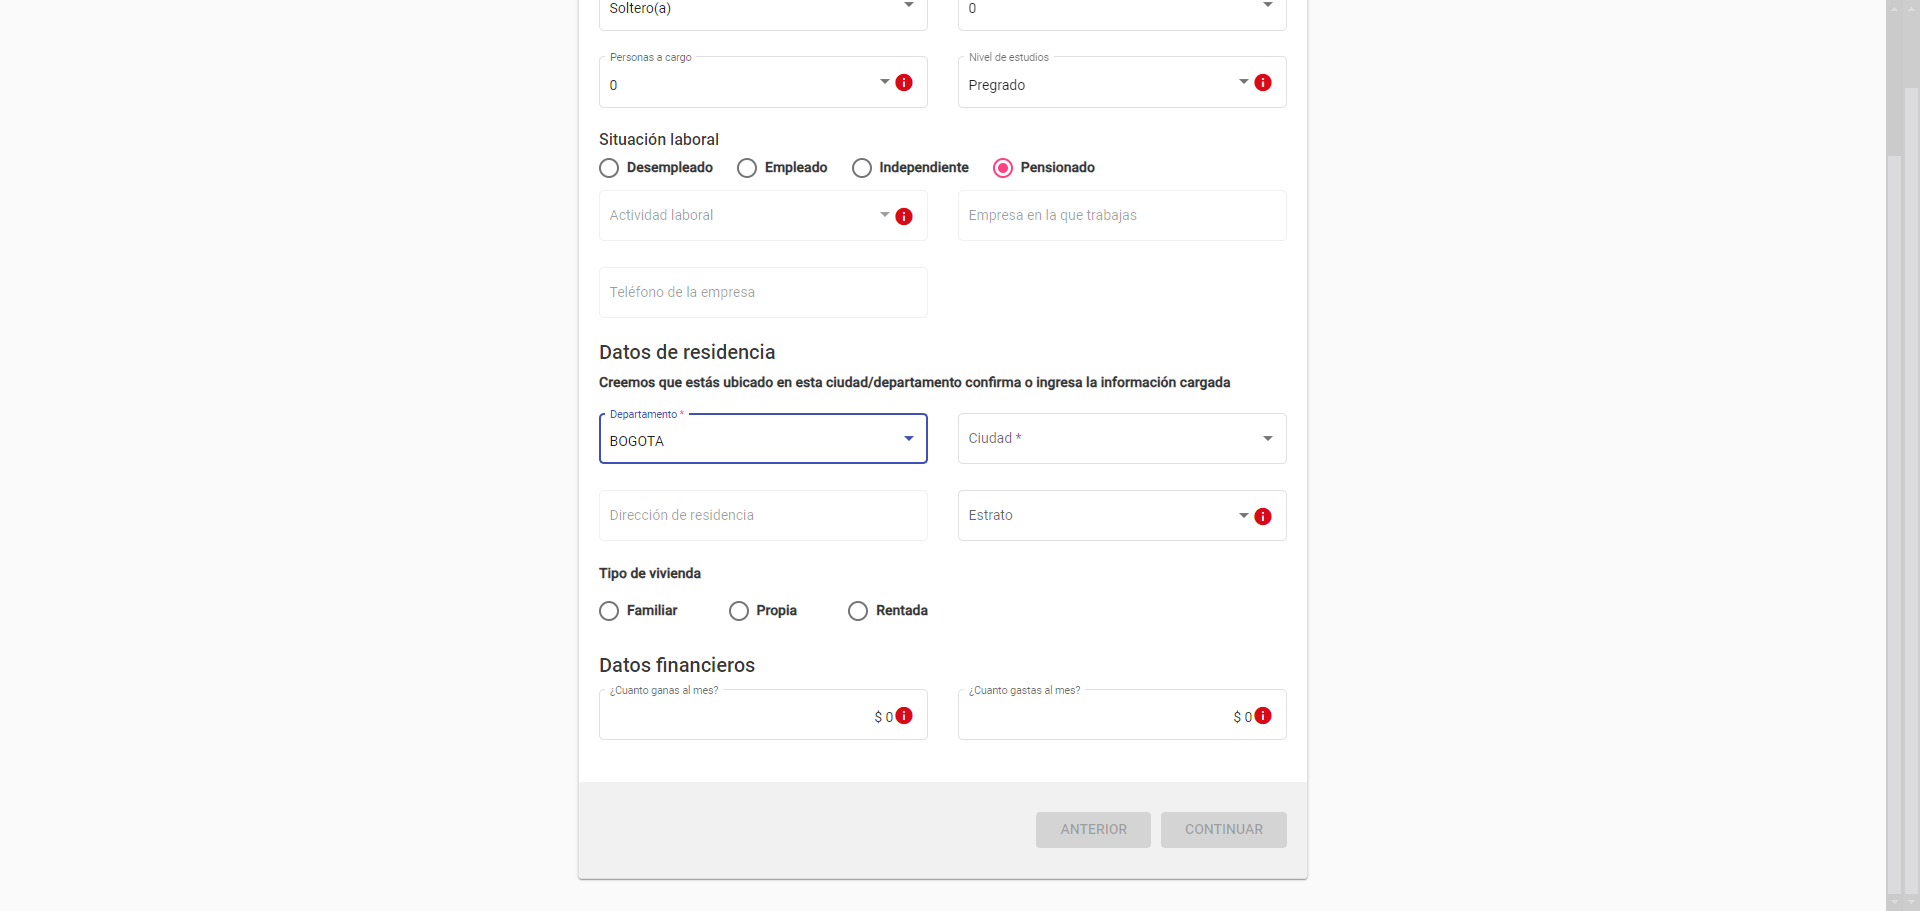 Soltero(a)
0
Personas a cargo
0
Nivel de estudios
Pregrado
Situación laboral
Desempleado
Empleado
Independiente
Pensionado
Actividad laboral
Empresa en la que trabajas
Teléfono de la empresa
Datos de residencia
Creemos que estás ubicado en esta ciudad/departamento confirma o ingresa la información cargada
Departamento *
BOGOTA
Ciudad *
Dirección de residencia
Estrato
Tipo de vivienda
Familiar
Propia
Rentada
Datos financieros
¿Cuanto ganas al mes?
$ 0
¿Cuanto gastas al mes?
$ 0
ANTERIOR
CONTINUAR